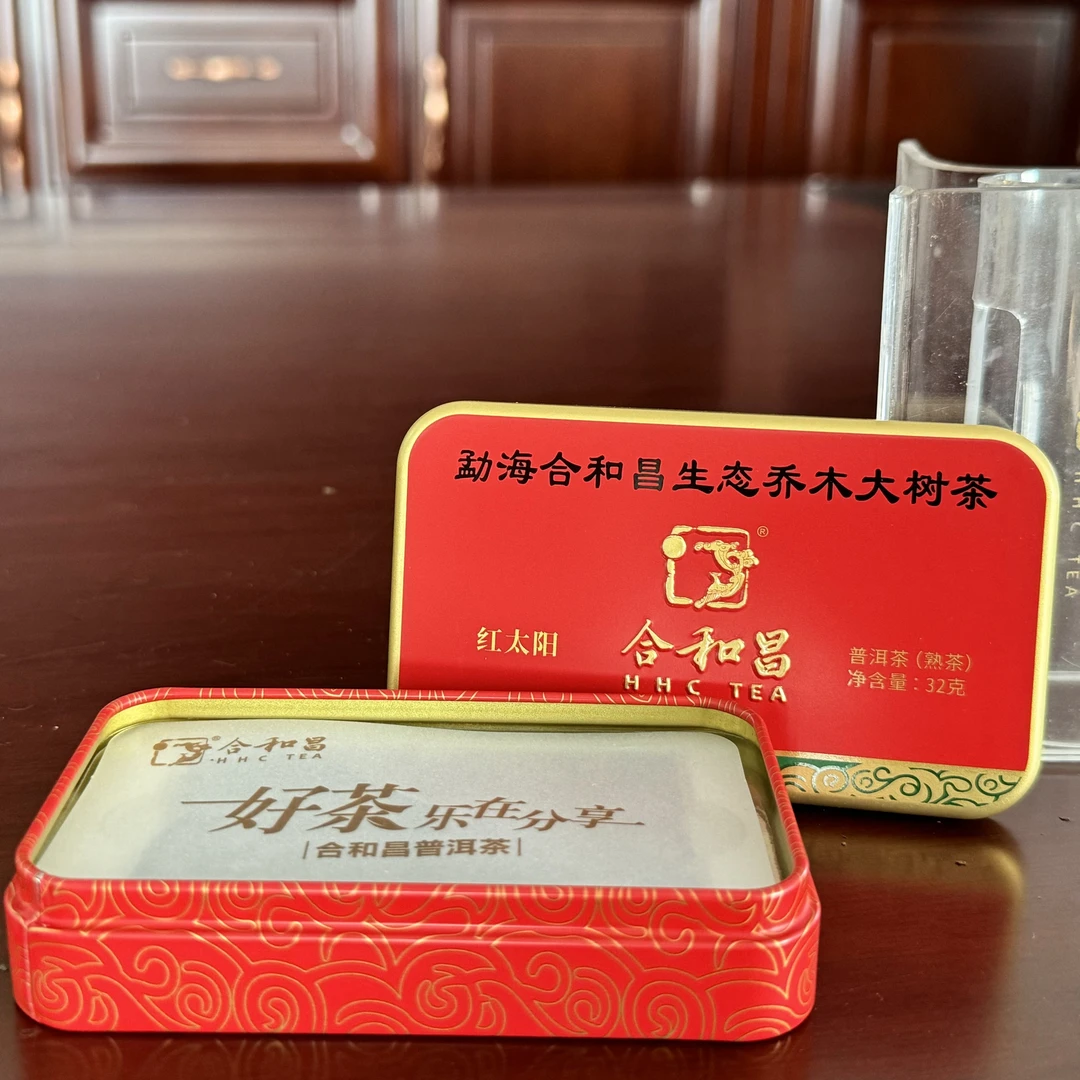 勐海合和昌生态乔木大树茶
®
合和昌
HHC TEA
红太阳
普洱茶（熟茶）
净含量：32克
® 合和昌
·HHC TEA
好茶乐在分享
|合和昌普洱茶|
HHC TEA